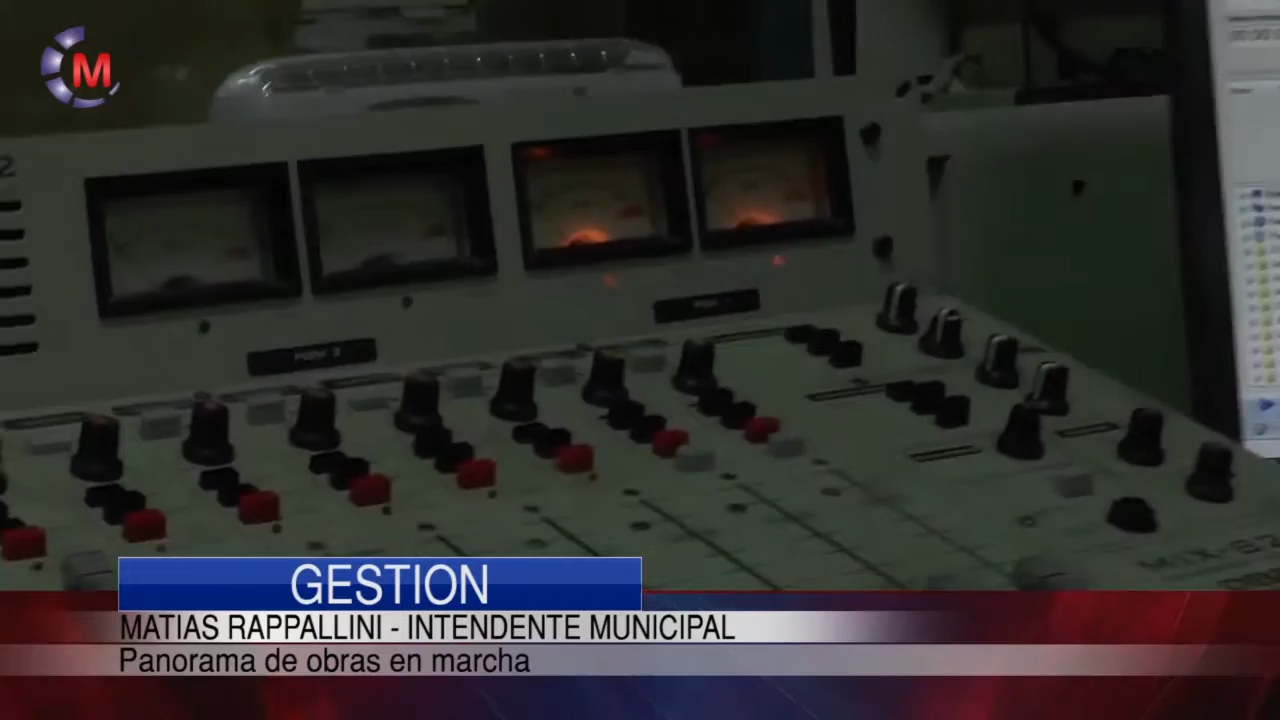 M
GESTION
MATIAS RAPPALLINI - INTENDENTE MUNICIPAL
Panorama de obras en marcha